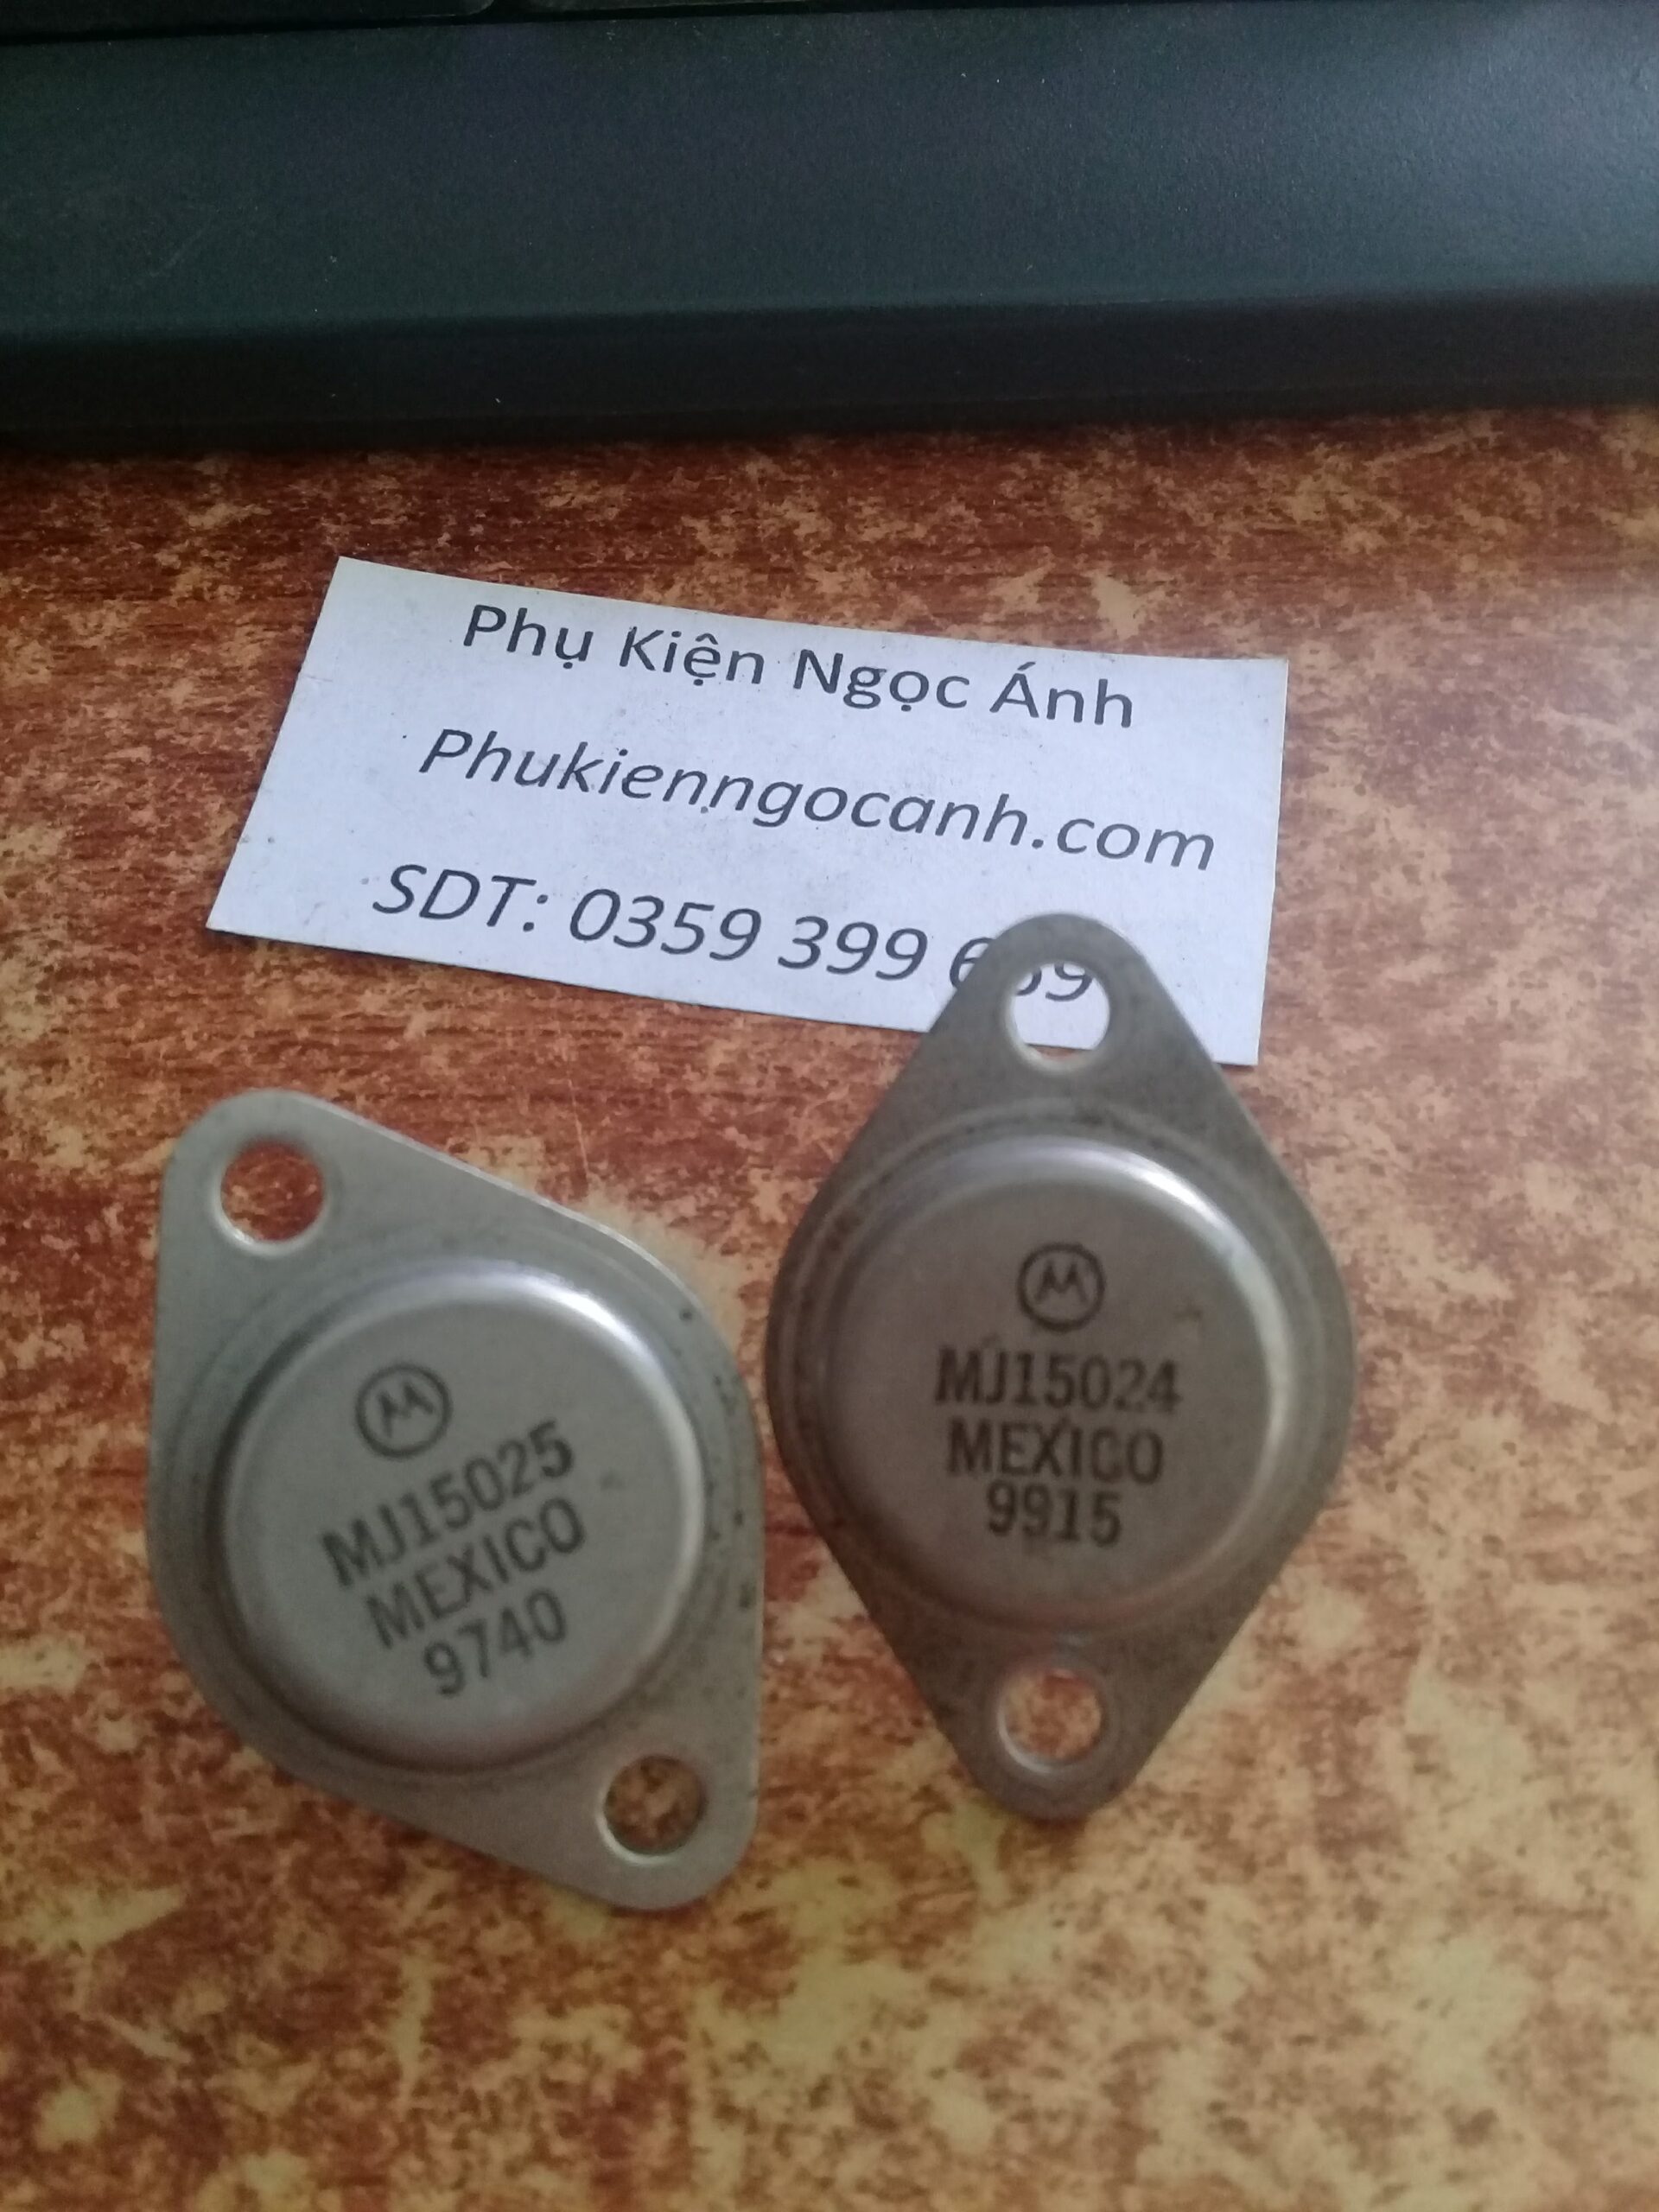 Phụ Kiện Ngọc Ánh
Phukienngocanh.com
SDT: 0359 399
MJ15025
MEXICO
9740
MJ15024
MEXICO
9915